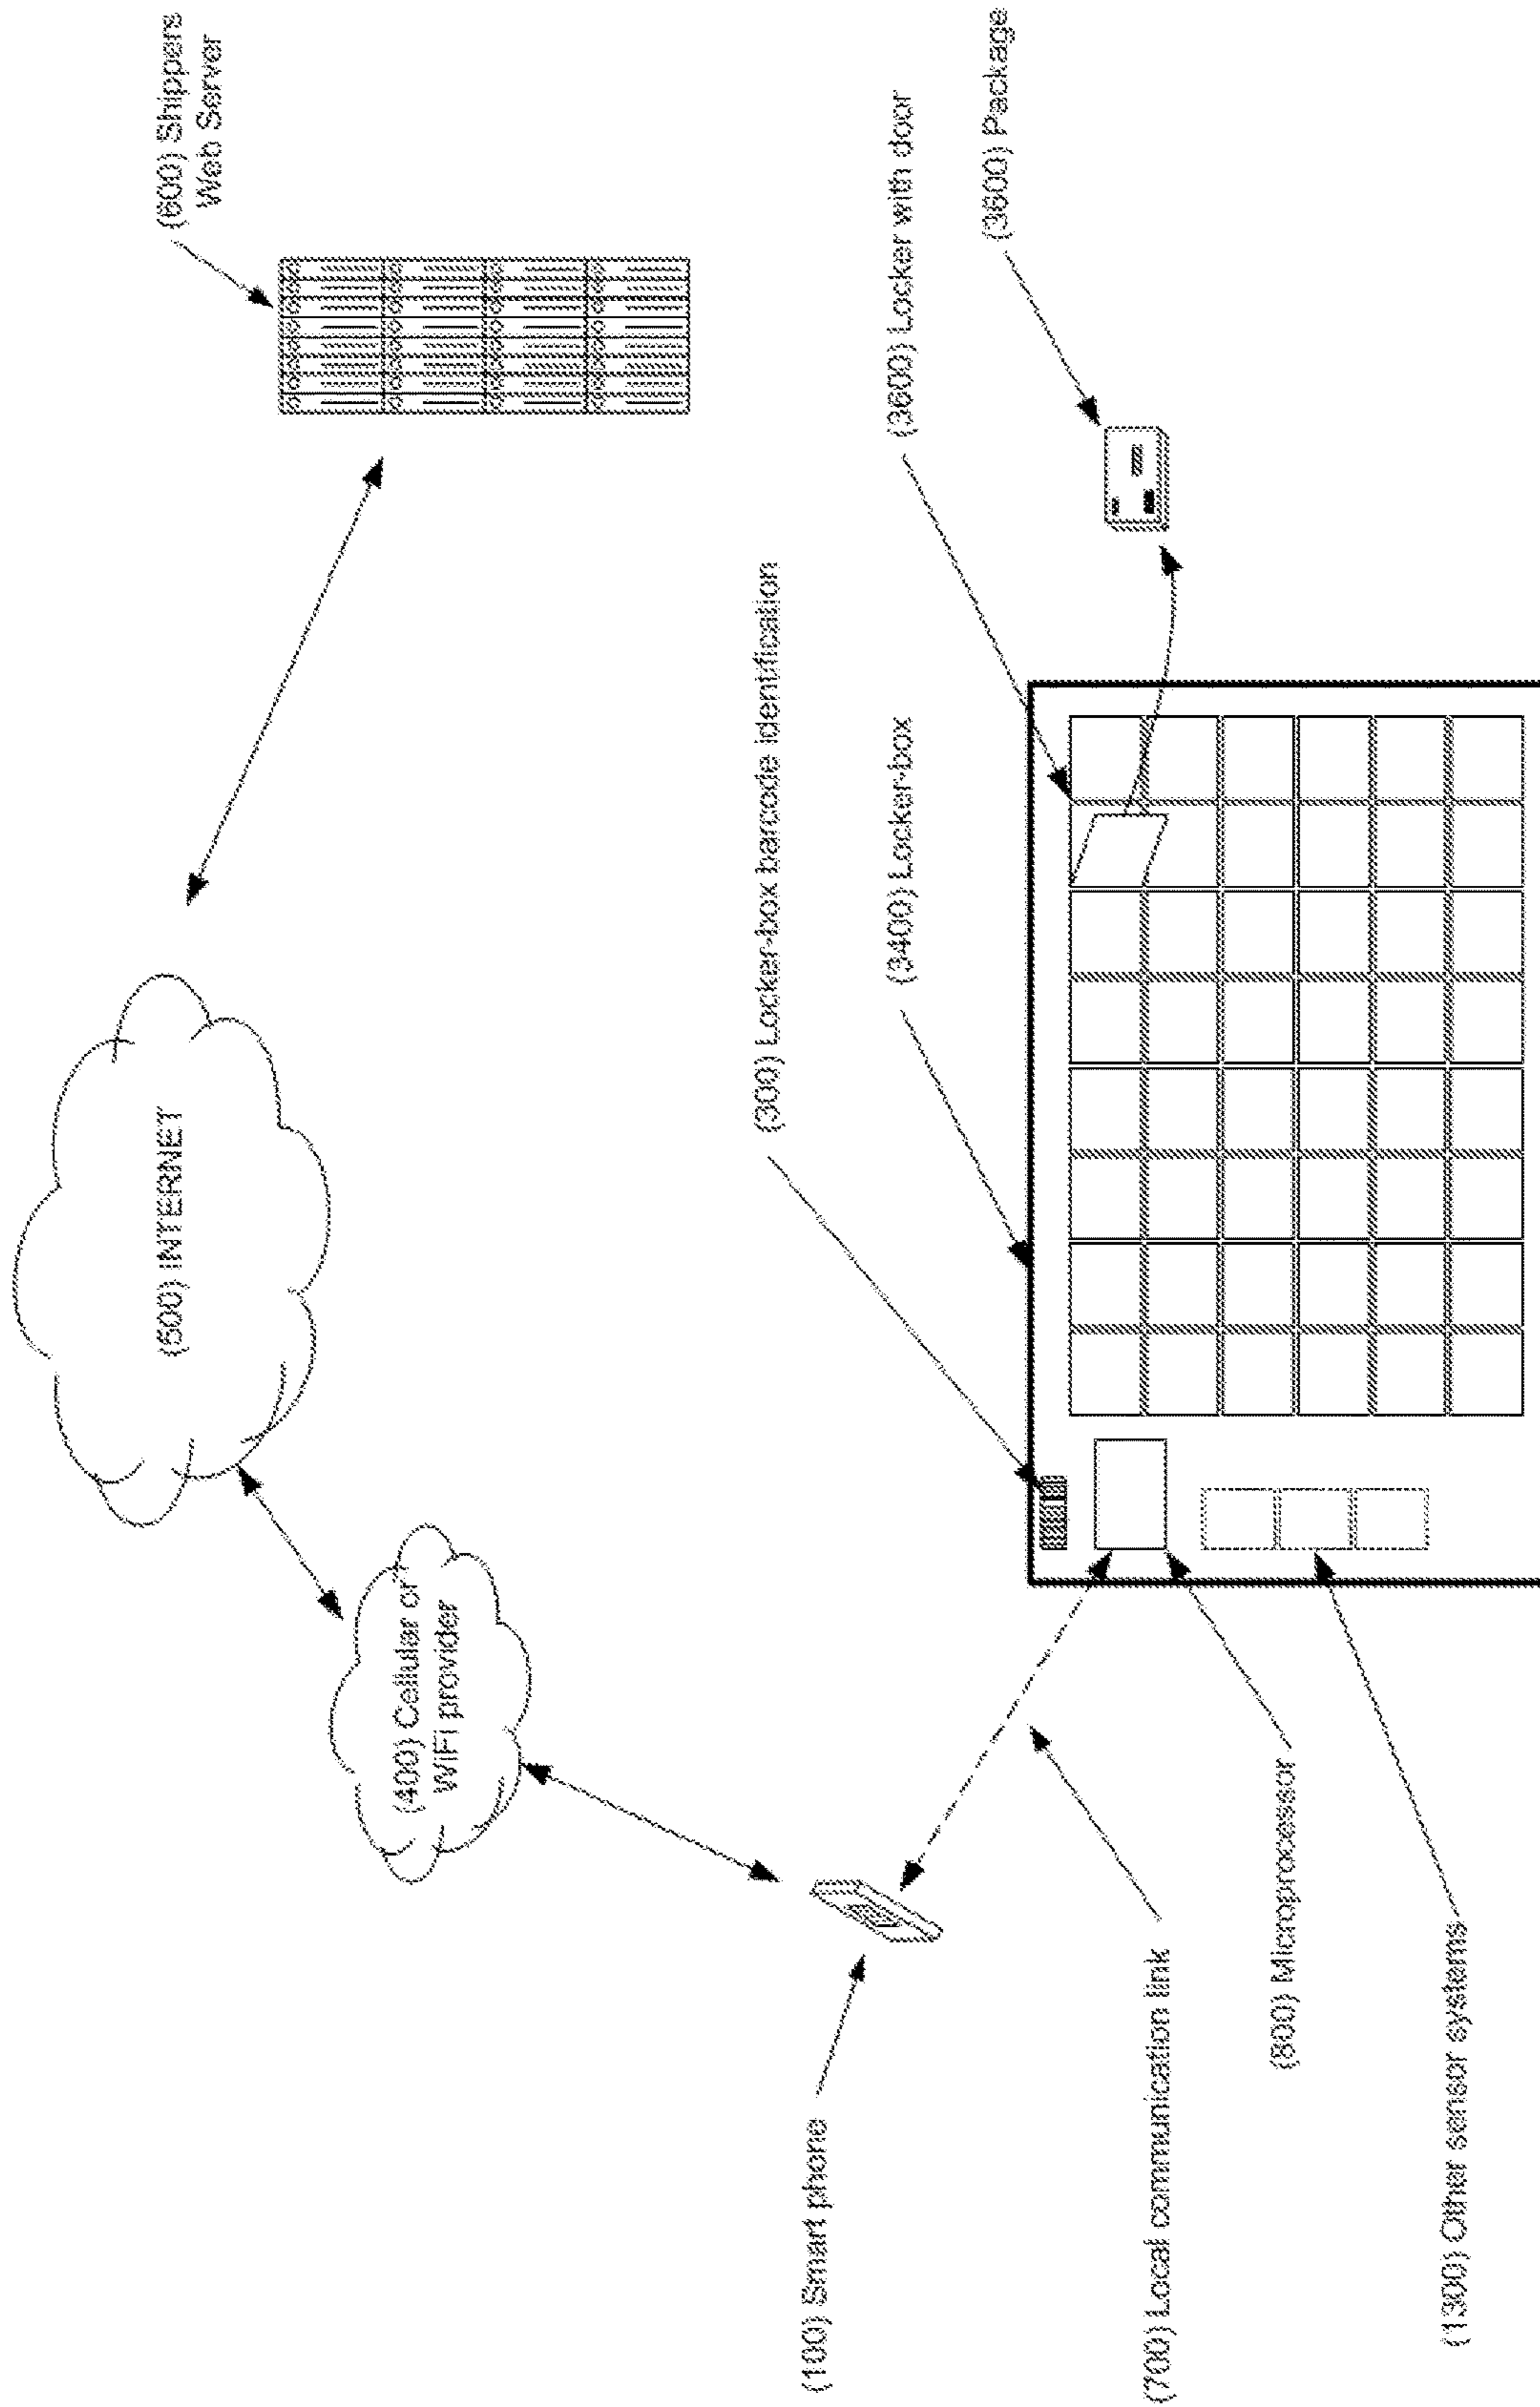 (500) INTERNET
(600) Shippers
Web Server
(400) Cellular or
WiFi provider
(300) Locker-box barcode identification
(100) Smart phone
(3400) Locker-box
(3600) Locker with door
(3800) Package
(700) Local communication link
(800) Microprocessor
(1300) Other sensor systems